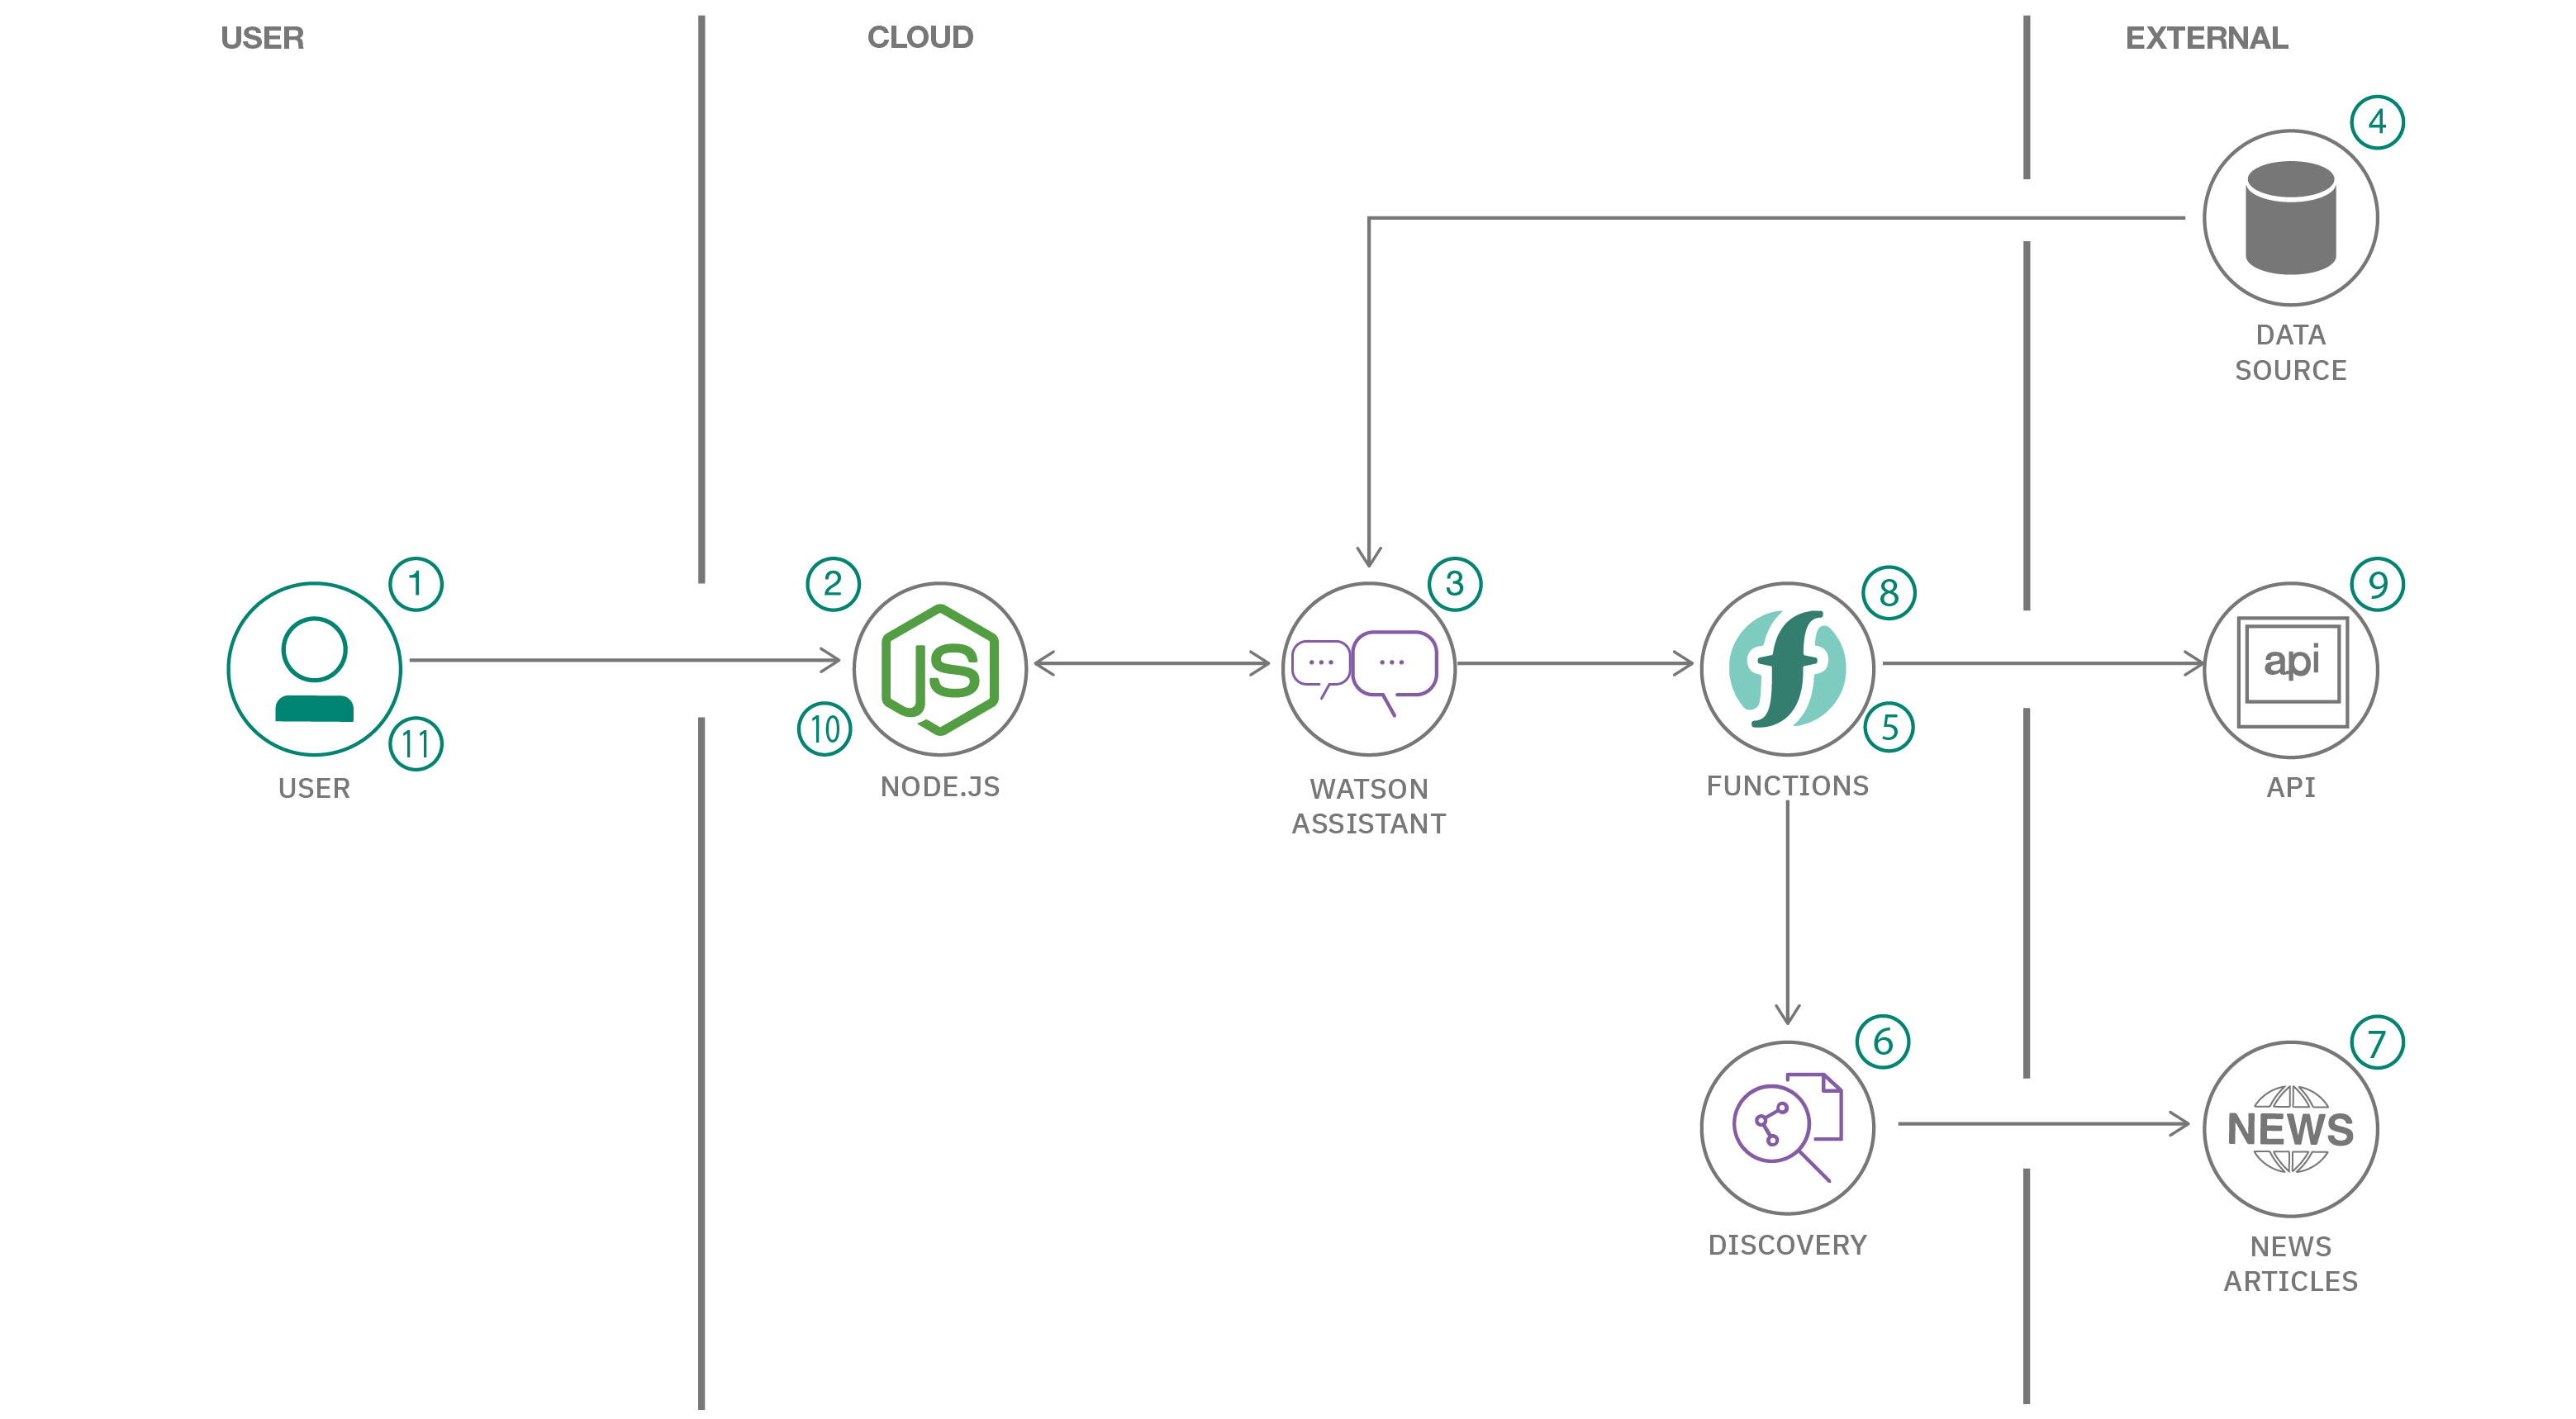 USER
CLOUD
EXTERNAL
4
DATA
SOURCE
1
11
USER
2
10
JS
NODE.JS
3
WATSON
ASSISTANT
8
5
f
FUNCTIONS
9
api
API
6
DISCOVERY
7
NEWS
NEWS
ARTICLES